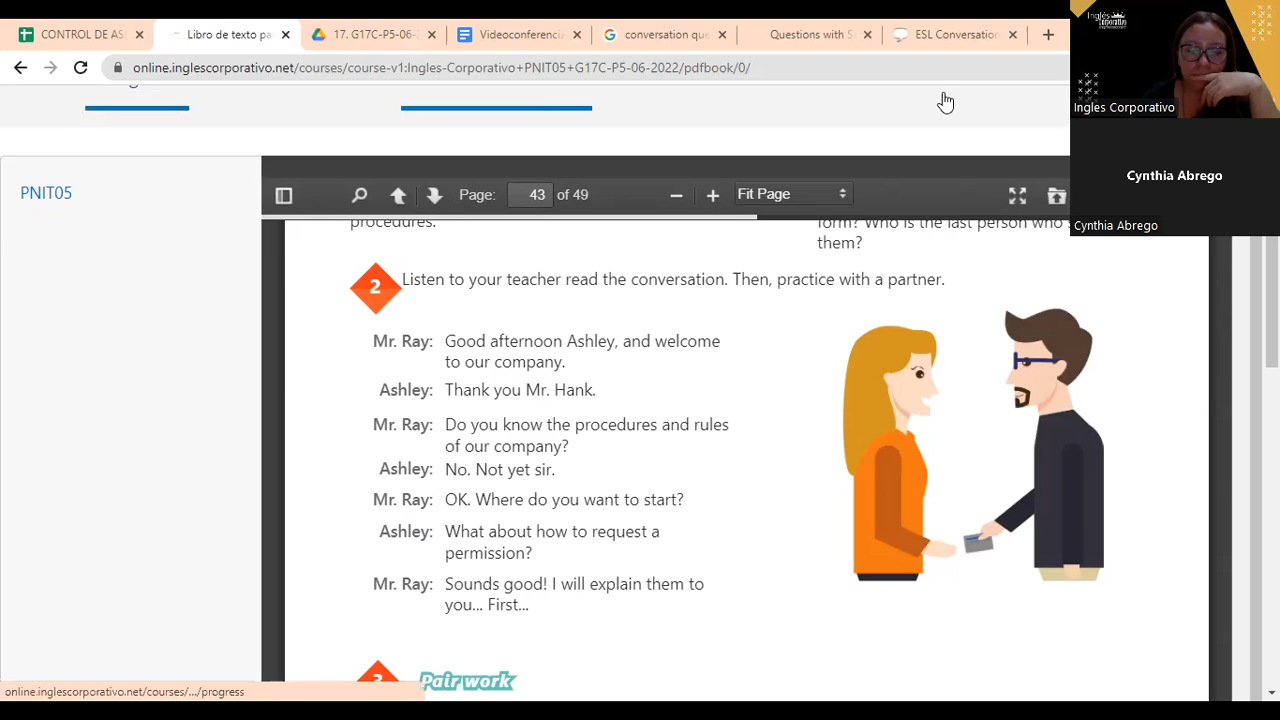 CONTROL DE AS
Libro de texto pa
17. G17C-P5-09
Videoconferenci
conversation que
Questions with S
ESL Conversation
online.inglescorporativo.net/courses/course-v1:Ingles-Corporativo+PNIT05+G17C-P5-06-2022/pdfbook/0/
Inglés
Corporativo
Ingles Corporativo
Cynthia Abrego
Cynthia Abrego
PNIT05
Page: 43 of 49
Fit Page
procedures.
form? Who is the last person who
them?
2 Listen to your teacher read the conversation. Then, practice with a partner.
Mr. Ray: Good afternoon Ashley, and welcome
to our company.
Ashley: Thank you Mr. Hank.
Mr. Ray: Do you know the procedures and rules
of our company?
Ashley: No. Not yet sir.
Mr. Ray: OK. Where do you want to start?
Ashley: What about how to request a
permission?
Mr. Ray: Sounds good! I will explain them to
you... First...
3 Pair work
online.inglescorporativo.net/courses/.../progress